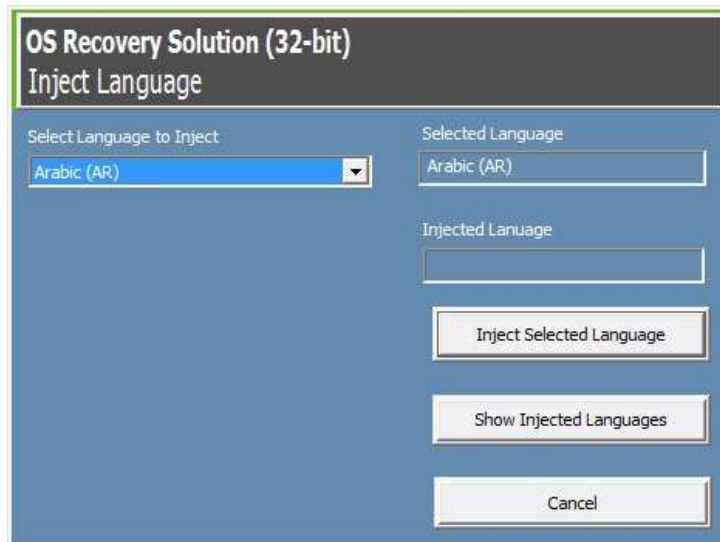 OS Recovery Solution (32-bit)
Inject Language
Select Language to Inject
Arabic (AR)
Selected Language
Arabic (AR)
Injected Lanuage
Inject Selected Language
Show Injected Languages
Cancel